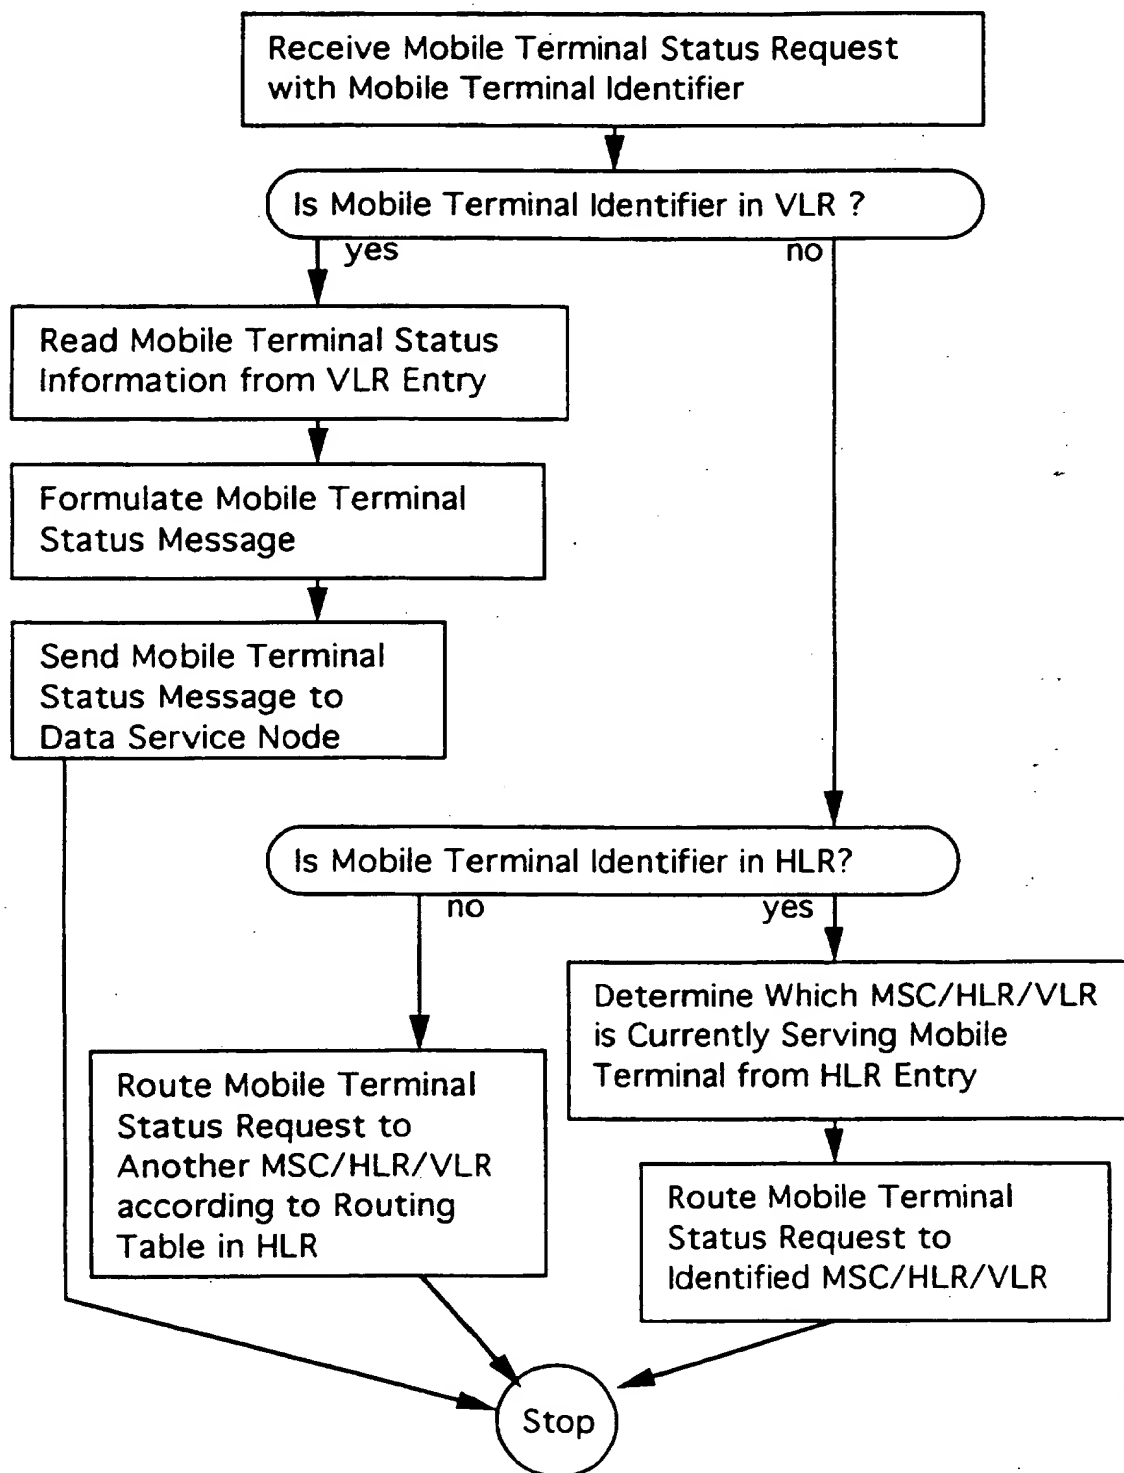 Receive Mobile Terminal Status Request
with Mobile Terminal Identifier
Is Mobile Terminal Identifier in VLR ?
yes
no
Read Mobile Terminal Status
Information from VLR Entry
Formulate Mobile Terminal
Status Message
Send Mobile Terminal
Status Message to
Data Service Node
Is Mobile Terminal Identifier in HLR?
no
yes
Determine Which MSC/HLR/VLR
is Currently Serving Mobile
Terminal from HLR Entry
Route Mobile Terminal
Status Request to
Another MSC/HLR/VLR
according to Routing
Table in HLR
Route Mobile Terminal
Status Request to
Identified MSC/HLR/VLR
Stop